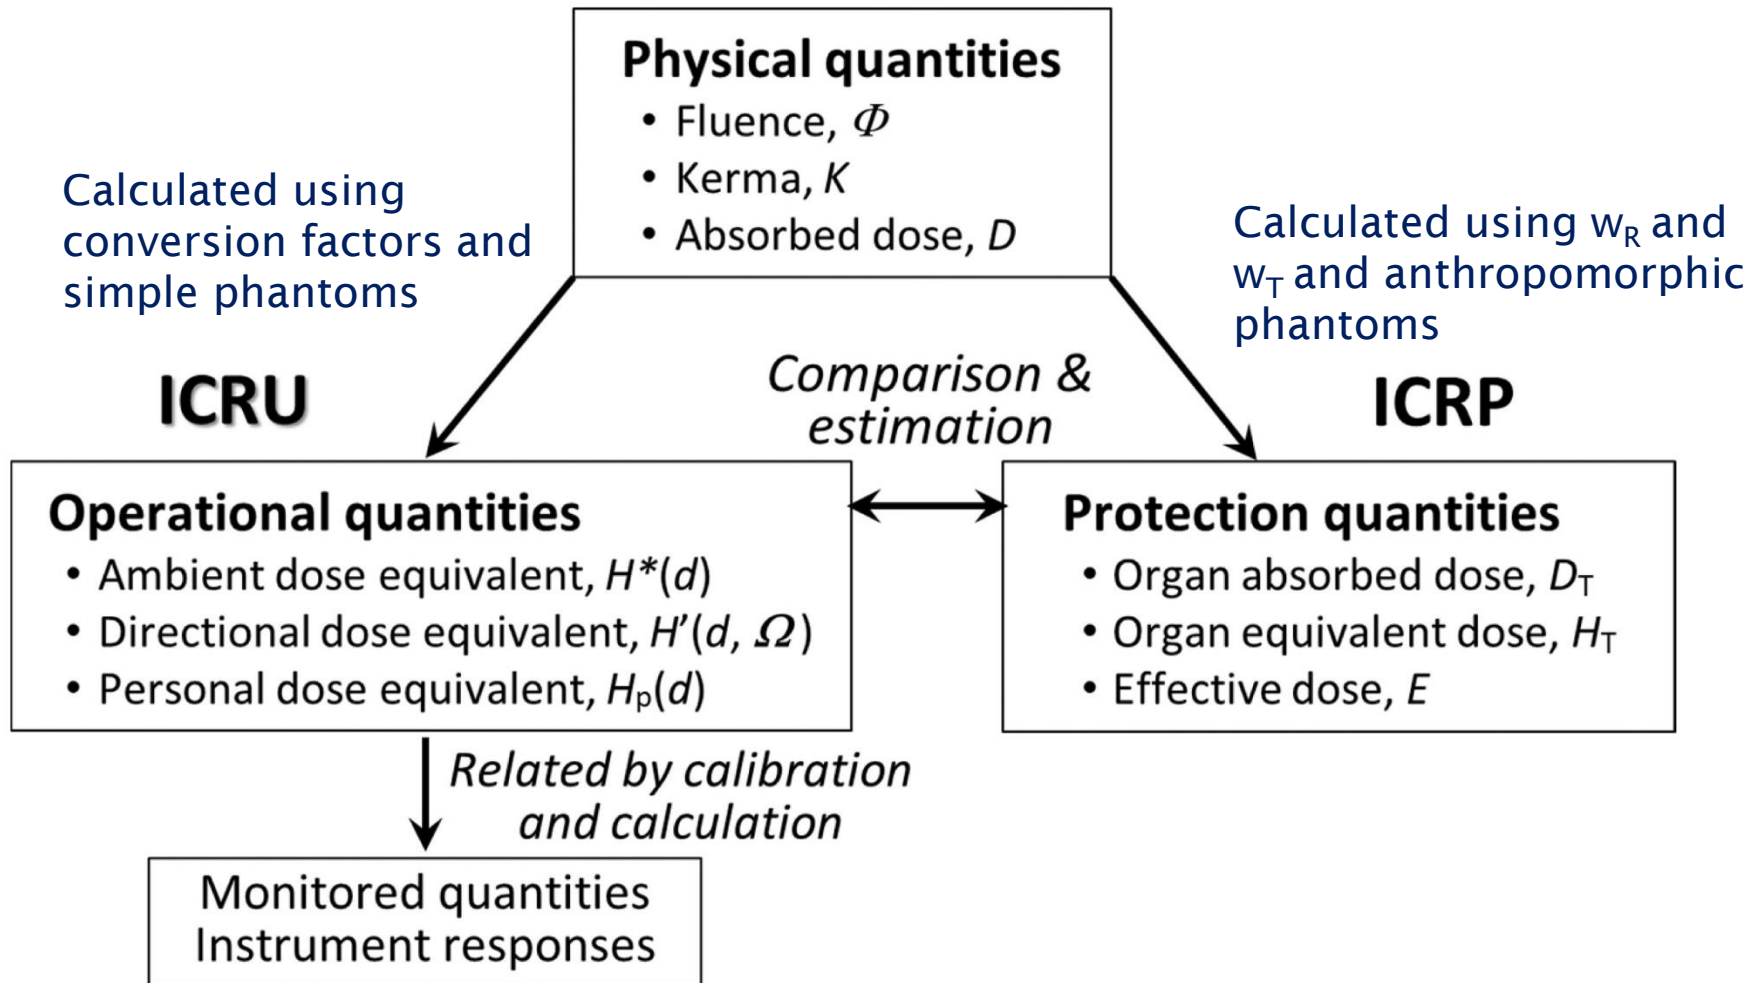 Physical quantities
• Fluence, Φ
• Kerma, K
• Absorbed dose, D
Calculated using
conversion factors and
simple phantoms
Calculated using wR and
wT and anthropomorphic
phantoms
ICRU
Comparison &
estimation
ICRP
Operational quantities
• Ambient dose equivalent, H*(d)
• Directional dose equivalent, H’(d, Ω)
• Personal dose equivalent, Hp(d)
Protection quantities
• Organ absorbed dose, DT
• Organ equivalent dose, HT
• Effective dose, E
Related by calibration
and calculation
Monitored quantities
Instrument responses